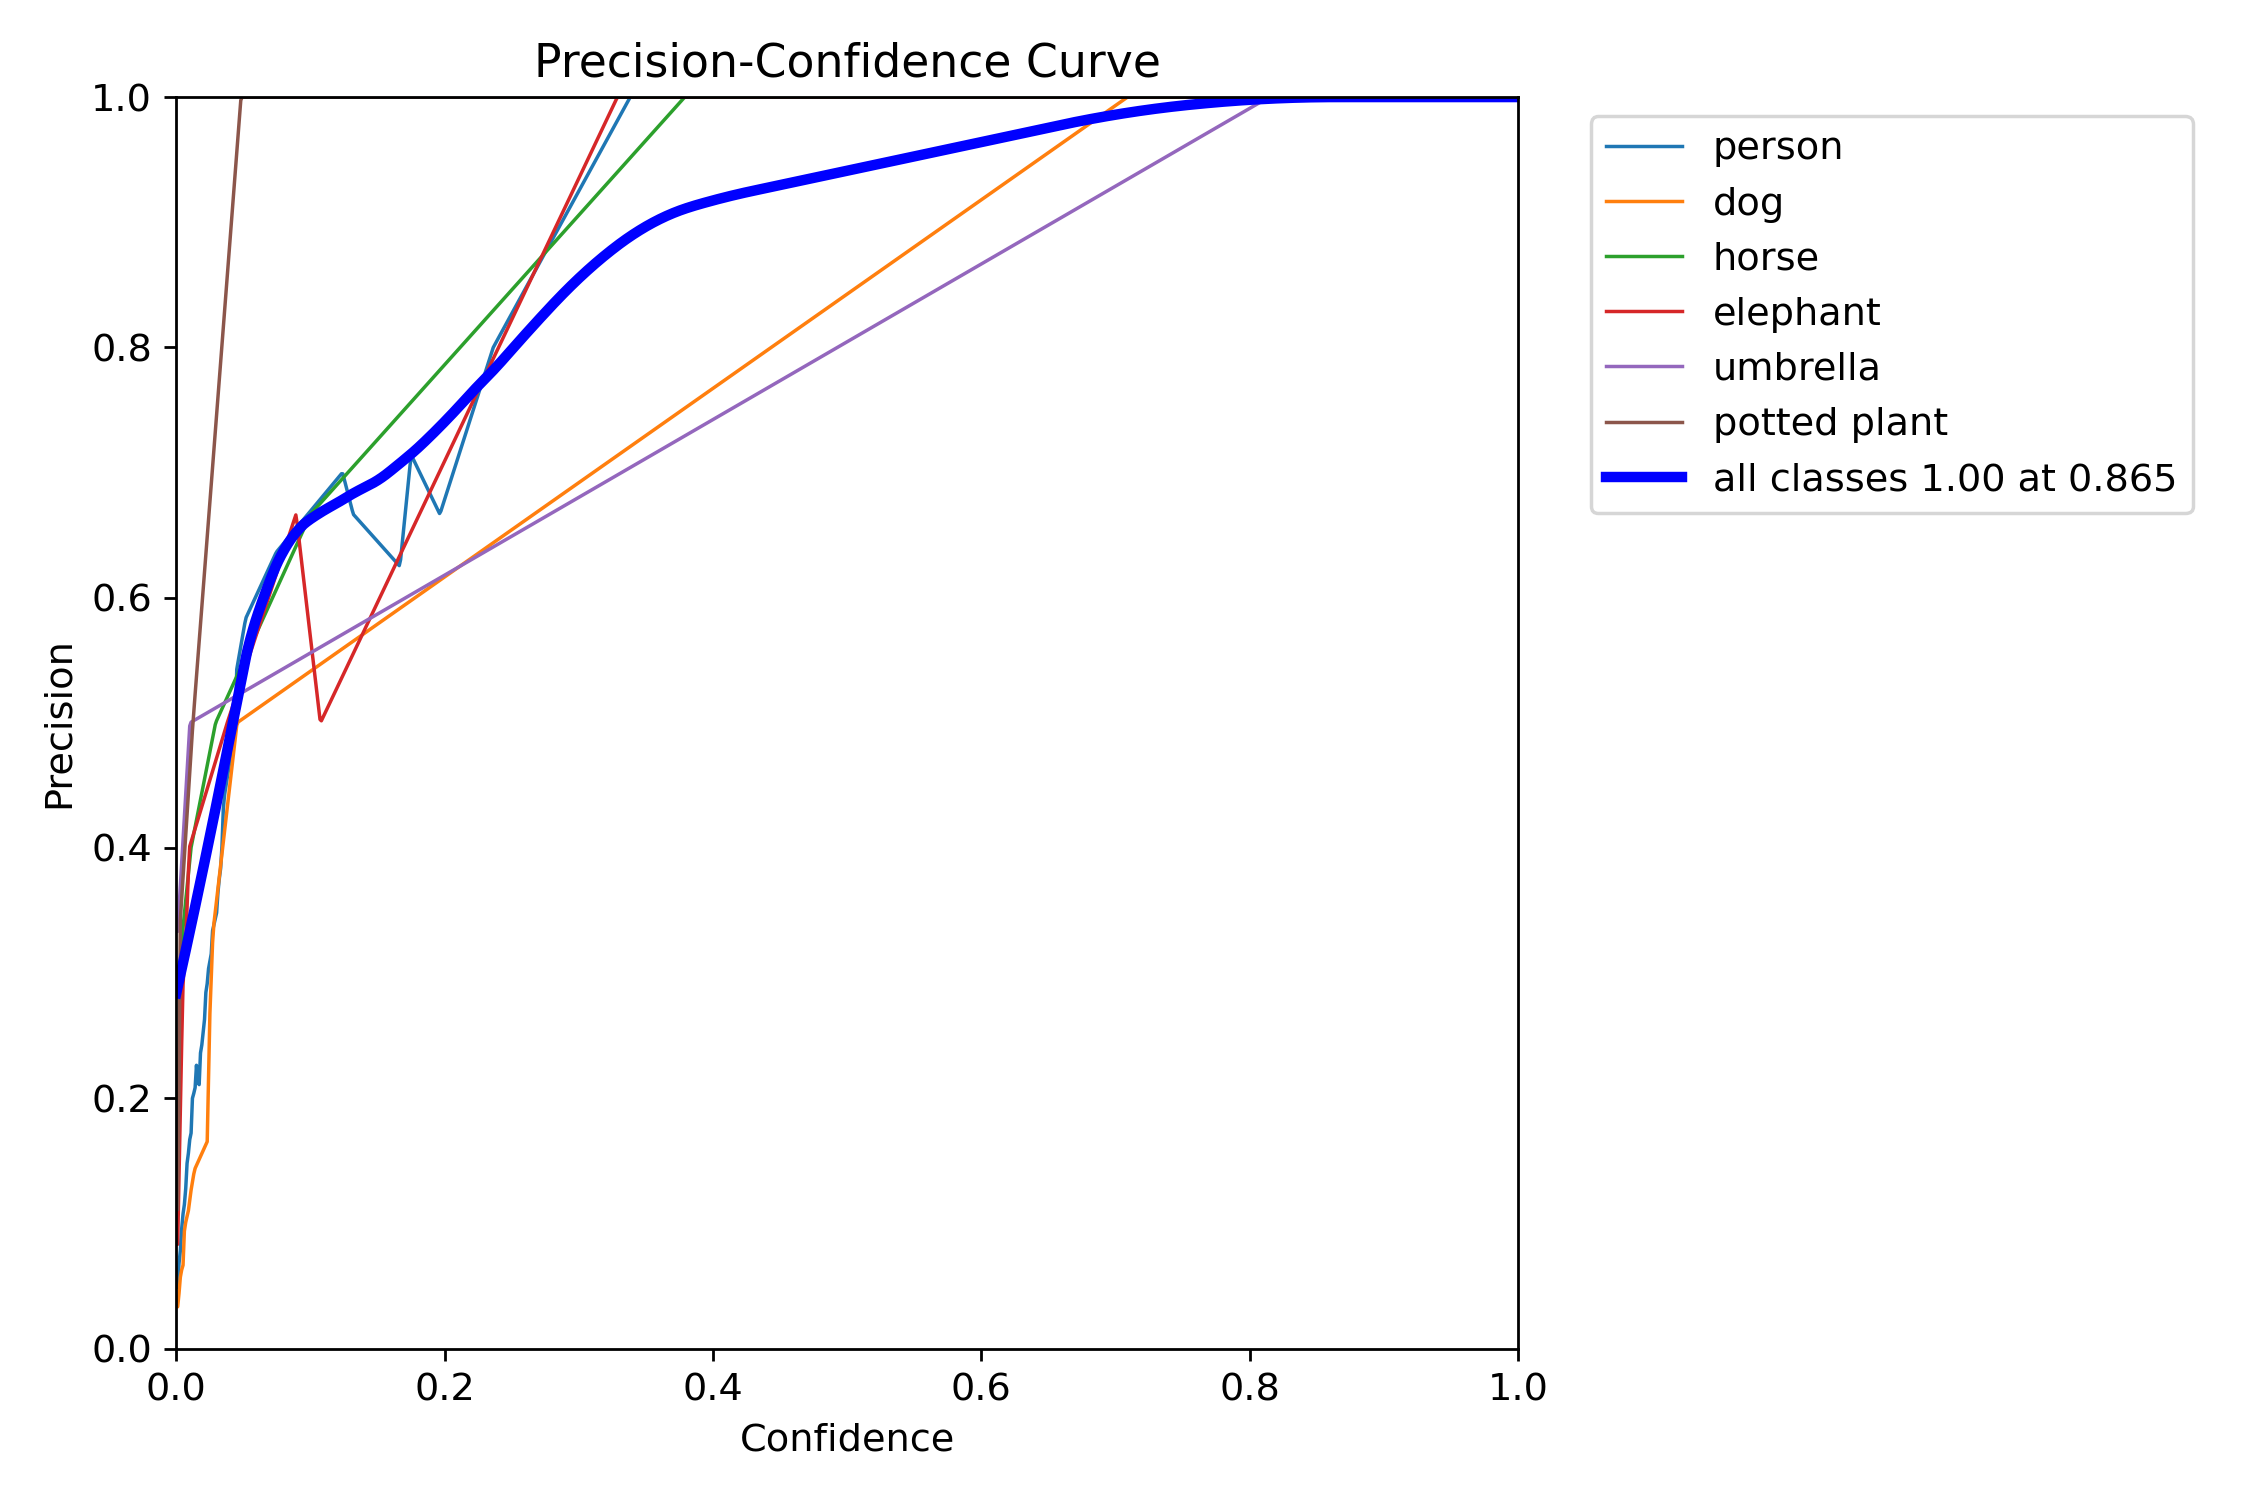 Precision-Confidence Curve
1.0
0.8
0.6
0.4
0.2
0.0
Precision
0.0 0.2 0.4 0.6 0.8 1.0
Confidence
person
dog
horse
elephant
umbrella
potted plant
all classes 1.00 at 0.865